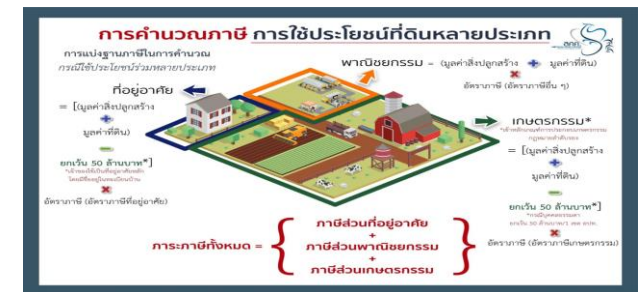 การคำนวณภาษี การใช้ประโยชน์ที่ดินหลายประเภท
สถก.
การแบ่งฐานภาษีในการคำนวณ
กรณีใช้ประโยชน์ร่วมหลายประเภท
พาณิชยกรรม = (มูลค่าสิ่งปลูกสร้าง + มูลค่าที่ดิน)
×
อัตราภาษี (อัตราภาษีอื่น ๆ)
ที่อยู่อาศัย
= [(มูลค่าสิ่งปลูกสร้าง
+
มูลค่าที่ดิน)
−
ยกเว้น 50 ล้านบาท*]
×
อัตราภาษี (อัตราภาษีที่อยู่อาศัย)
เกษตรกรรม*
= [(มูลค่าสิ่งปลูกสร้าง
+
มูลค่าที่ดิน)
−
ยกเว้น 50 ล้านบาท*]
×
อัตราภาษี (อัตราภาษีเกษตรกรรม)
ภาระภาษีทั้งหมด =
ภาษีส่วนที่อยู่อาศัย
+
ภาษีส่วนพาณิชยกรรม
+
ภาษีส่วนเกษตรกรรม